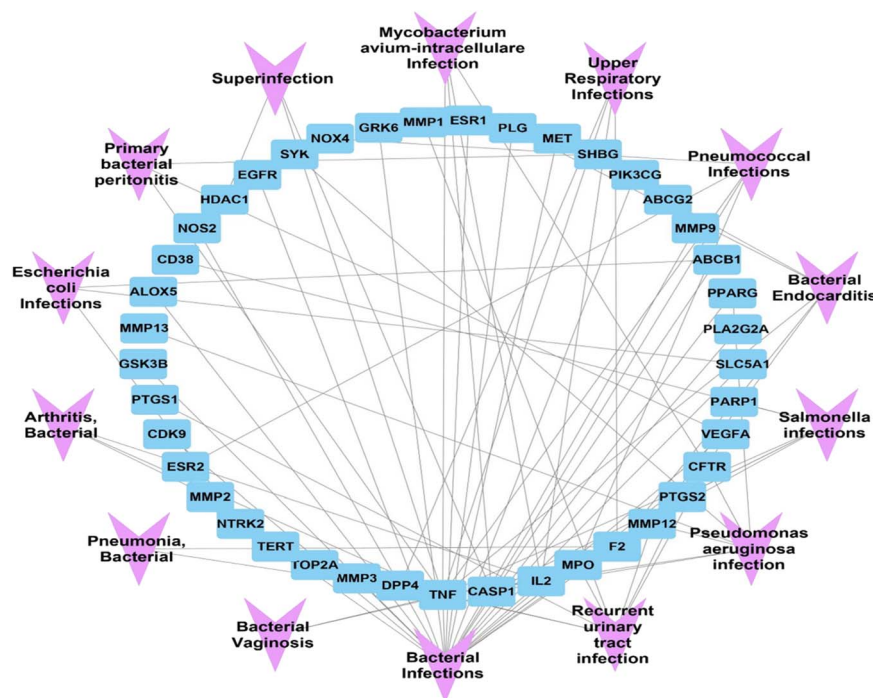 Mycobacterium
avium-intracellulare
Infection
Superinfection
Upper
Respiratory
Infections
Primary
bacterial
peritonitis
Pneumococcal
Infections
Escherichia
coli
Infections
Bacterial
Endocarditis
Arthritis,
Bacterial
Salmonella
infections
Pneumonia,
Bacterial
Pseudomonas
aeruginosa
infection
Bacterial
Vaginosis
Bacterial
Infections
Recurrent
urinary
tract
infection
GRK6
MMP1
ESR1
PLG
MET
SHBG
PIK3CG
ABCG2
MMP9
ABCB1
PPARG
PLA2G2A
SLC5A1
PARP1
VEGFA
CFTR
PTGS2
MMP12
F2
MPO
IL2
CASP1
TNF
DPP4
MMP3
TOP2A
TERT
NTRK2
MMP2
ESR2
CDK9
PTGS1
GSK3B
MMP13
ALOX5
CD38
NOS2
HDAC1
EGFR
SYK
NOX4